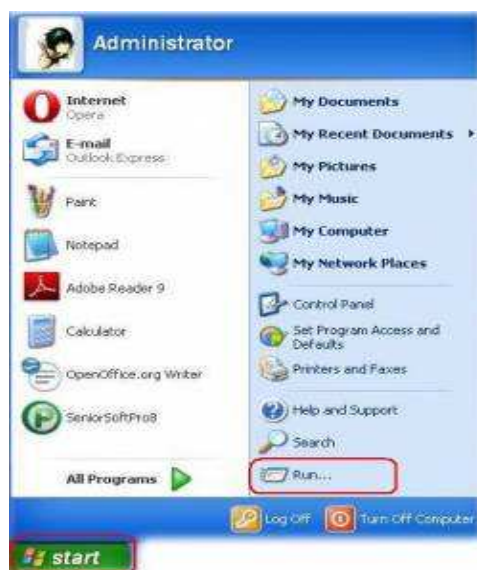 Administrator
Internet
Opera
E-mail
Outlook Express
Paint
Notepad
Adobe Reader 9
Calculator
OpenOffice.org Writer
SeniorSoftPro8
All Programs
My Documents
My Recent Documents
My Pictures
My Music
My Computer
My Network Places
Control Panel
Set Program Access and
Defaults
Printers and Faxes
Help and Support
Search
Run...
Log Off
Turn Off Computer
start